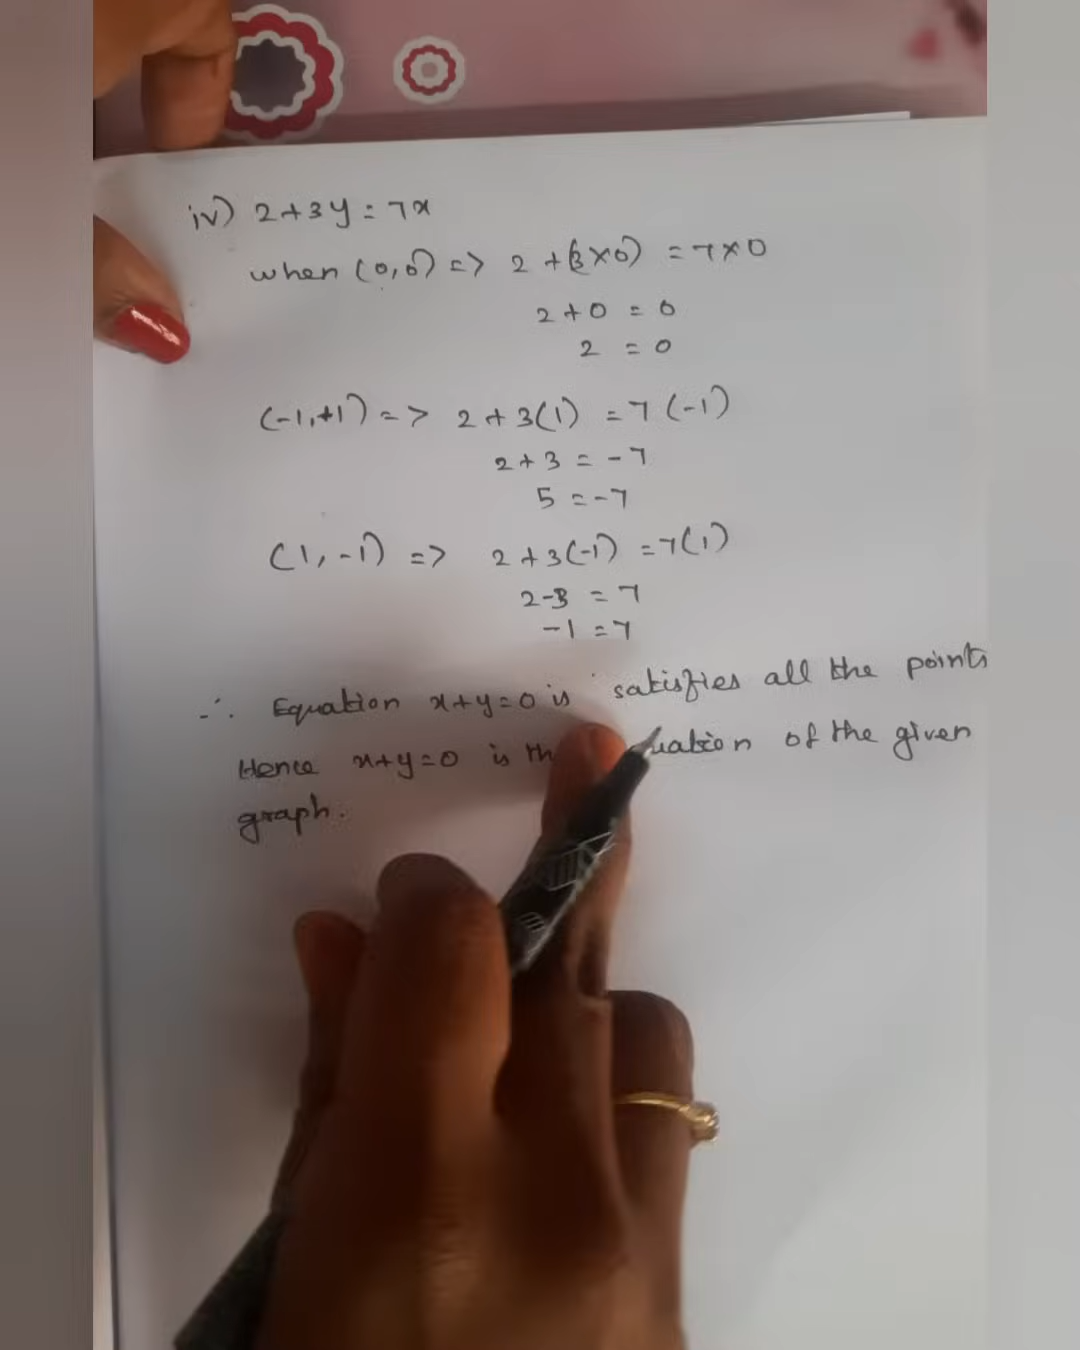 iv) 2+3y=7x
when (0,0) => 2 +(3×0) = 7×0
2+0 = 0
2 = 0
(-1,+1) => 2+3(1) = 7(-1)
2+3 = -7
5 = -7
(1,-1) => 2+3(-1) =7(1)
2-3 = 7
-1 =7
∴ Equation x+y=0 is satisfies all the points
Hence x+y=0 is of the given
graph.